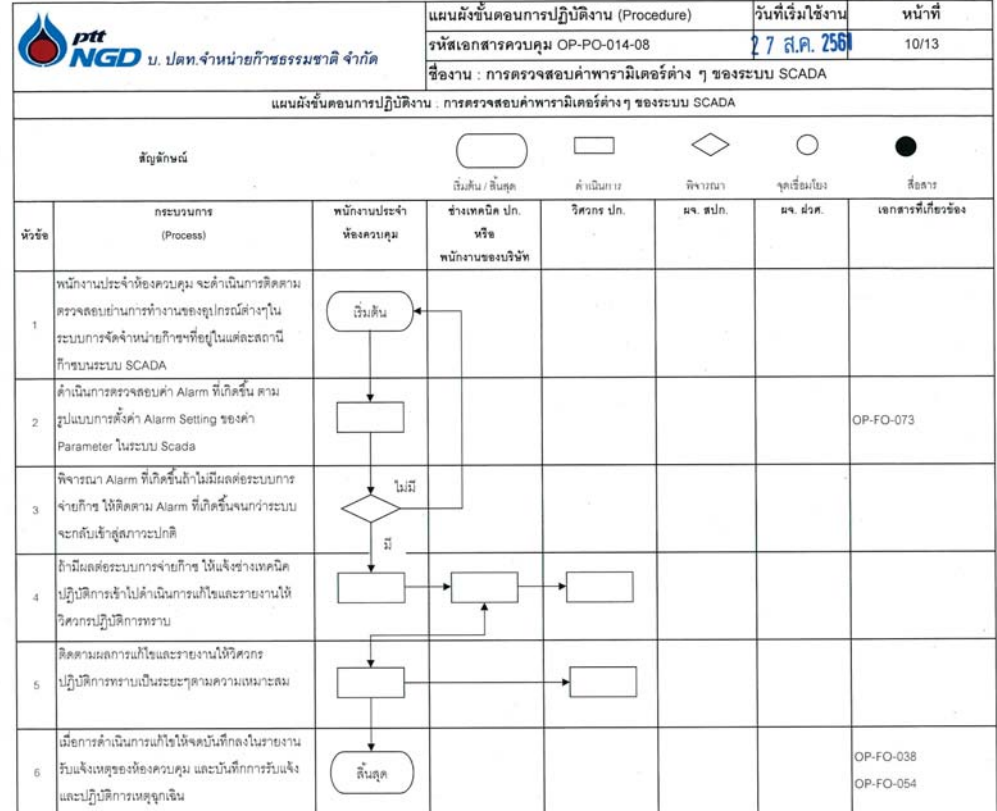 ptt
NGD บ. ปตท.จำหน่ายก๊าซธรรมชาติ จำกัด
แผนผังขั้นตอนการปฏิบัติงาน (Procedure)
วันที่เริ่มใช้งาน
หน้าที่
รหัสเอกสารควบคุม OP-PO-014-08
27 ส.ค. 2561
10/13
ชื่องาน : การตรวจสอบค่าพารามิเตอร์ต่าง ๆ ของระบบ SCADA
แผนผังขั้นตอนการปฏิบัติงาน : การตรวจสอบค่าพารามิเตอร์ต่างๆ ของระบบ SCADA
สัญลักษณ์
เริ่มต้น / สิ้นสุด
ดำเนินการ
พิจารณา
จุดเชื่อมโยง
สื่อสาร
หัวข้อ
กระบวนการ
(Process)
พนักงานประจำ
ห้องควบคุม
ช่างเทคนิค ปก.
หรือ
พนักงานของบริษัท
วิศวกร ปก.
ผจ. สปก.
ผจ. ฝวศ.
เอกสารที่เกี่ยวข้อง
1
พนักงานประจำห้องควบคุม จะดำเนินการติดตาม
ตรวจสอบย่านการทำงานของอุปกรณ์ต่างๆใน
ระบบการจัดจำหน่ายก๊าซฯที่อยู่ในแต่ละสถานี
ก๊าซบนระบบ SCADA
เริ่มต้น
2
ดำเนินการตรวจสอบค่า Alarm ที่เกิดขึ้น ตาม
รูปแบบการตั้งค่า Alarm Setting ของค่า
Parameter ในระบบ Scada
OP-FO-073
3
พิจารณา Alarm ที่เกิดขึ้นถ้าไม่มีผลต่อระบบการ
จ่ายก๊าซ ให้ติดตาม Alarm ที่เกิดขึ้นจนกว่าระบบ
จะกลับเข้าสู่สภาวะปกติ
ไม่มี
มี
4
ถ้ามีผลต่อระบบการจ่ายก๊าซ ให้แจ้งช่างเทคนิค
ปฏิบัติการเข้าไปดำเนินการแก้ไขและรายงานให้
วิศวกรปฏิบัติการทราบ
5
ติดตามผลการแก้ไขและรายงานให้วิศวกร
ปฏิบัติการทราบเป็นระยะๆตามความเหมาะสม
6
เมื่อการดำเนินการแก้ไขให้จดบันทึกลงในรายงาน
รับแจ้งเหตุของห้องควบคุม และบันทึกการรับแจ้ง
และปฏิบัติการเหตุฉุกเฉิน
สิ้นสุด
OP-FO-038
OP-FO-054